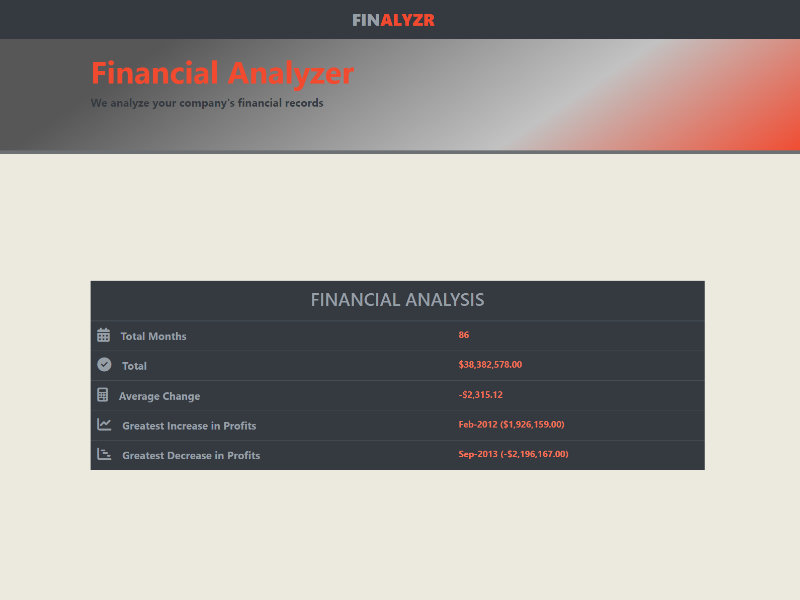 FINALYZR
Financial Analyzer
We analyze your company's financial records
FINANCIAL ANALYSIS
Total Months 86
Total $38,382,578.00
Average Change -$2,315.12
Greatest Increase in Profits Feb-2012 ($1,926,159.00)
Greatest Decrease in Profits Sep-2013 (-$2,196,167.00)